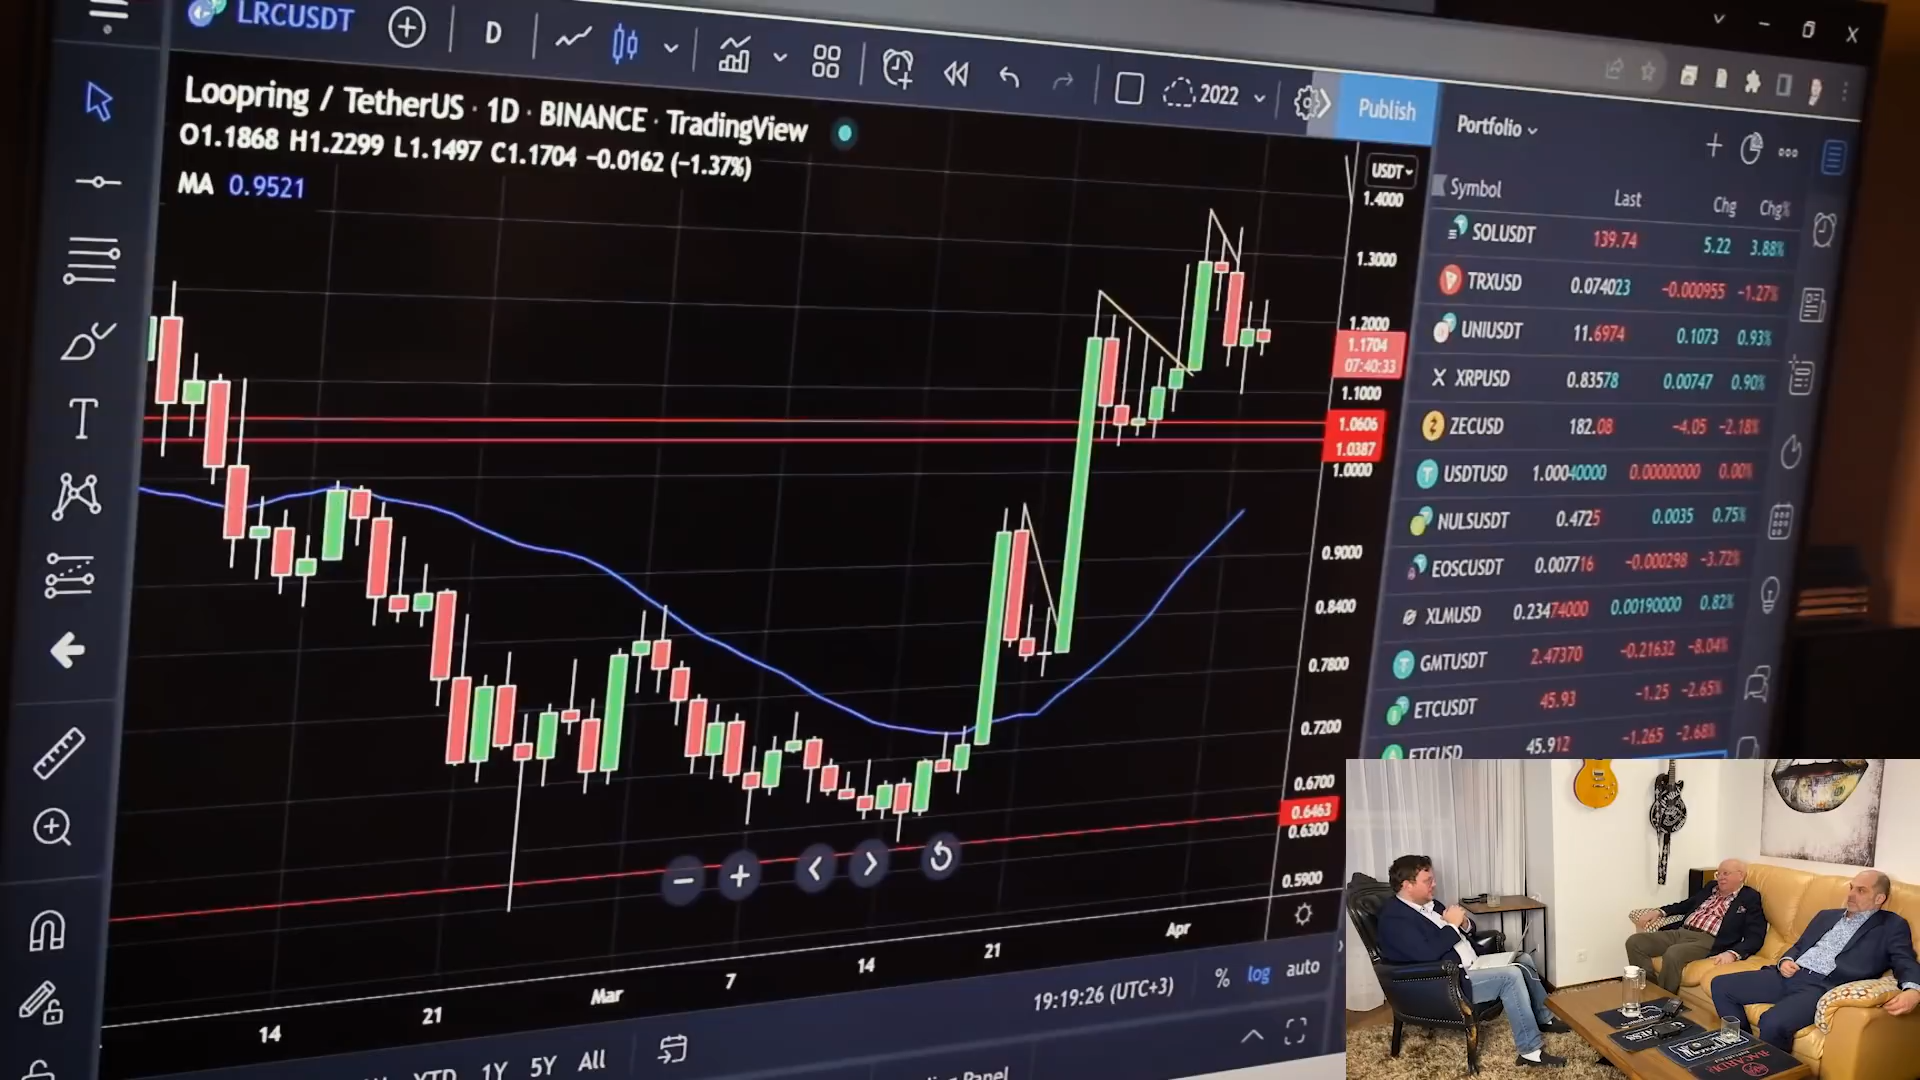 LRCUSDT
D
2022
Publish
Loopring / TetherUS · 1D · BINANCE · TradingView
O1.1868 H1.2299 L1.1497 C1.1704 −0.0162 (−1.37%)
MA 0.9521
USDT
1.4000
1.3000
1.2000
1.1704
07:40:33
1.1000
1.0606
1.0387
1.0000
0.9000
0.8400
0.7800
0.7200
0.6700
0.6463
0.6300
0.5900
14
21
Mar
7
14
21
Apr
19:19:26 (UTC+3)
%
log
auto
YTD
1Y
5Y
All
Panel
Portfolio
Symbol Last Chg Chg%
SOLUSDT 139.74 5.22 3.88%
TRXUSD 0.074023 −0.000955 −1.27%
UNIUSDT 11.6974 0.1073 0.93%
XRPUSD 0.83578 0.00747 0.90%
ZECUSD 182.08 −4.05 −2.18%
USDTUSD 1.00040000 0.00000000 0.00%
NULSUSDT 0.4725 0.0035 0.75%
EOSCUSDT 0.007716 −0.000298 −3.72%
XLMUSD 0.23474000 0.00190000 0.82%
GMTUSDT 2.47370 −0.21632 −8.04%
ETCUSDT 45.93 −1.25 −2.65%
ETCUSD 45.912 −1.265 −2.68%
BACARDI